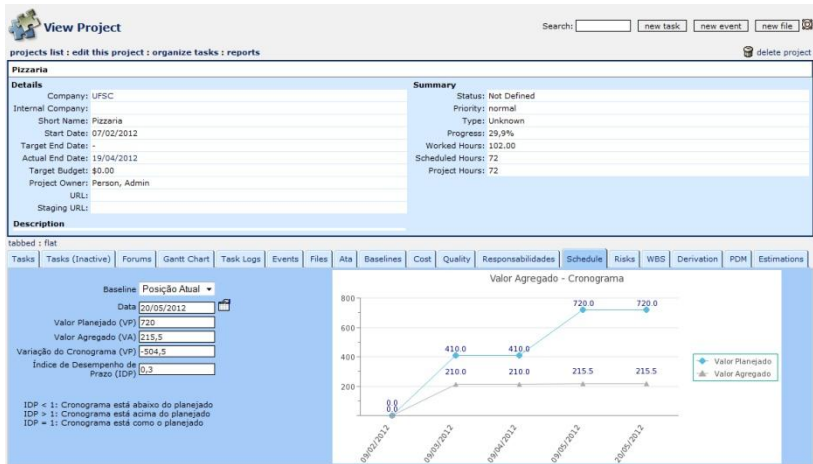 View Project
Search: new task new event new file
projects list : edit this project : organize tasks : reports
delete project
Pizzaria
Details
Company: UFSC
Internal Company:
Short Name: Pizzaria
Start Date: 07/02/2012
Target End Date: -
Actual End Date: 19/04/2012
Target Budget: $0.00
Project Owner: Person, Admin
URL:
Staging URL:
Description
Summary
Status: Not Defined
Priority: normal
Type: Unknown
Progress: 29,9%
Worked Hours: 102.00
Scheduled Hours: 72
Project Hours: 72
tabbed : flat
Tasks Tasks (Inactive) Forums Gantt Chart Task Logs Events Files Ata Baselines Cost Quality Responsabilidades Schedule Risks WBS Derivation PDM Estimations
Baseline Posição Atual
Data 20/05/2012
Valor Planejado (VP) 720
Valor Agregado (VA) 215,5
Variação do Cronograma (VP) -504,5
Índice de Desempenho de
Prazo (IDP) 0,3
IDP < 1: Cronograma está abaixo do planejado
IDP > 1: Cronograma está acima do planejado
IDP = 1: Cronograma está como o planejado
Valor Agregado - Cronograma
800
600
400
200
0.0
0.0
410.0
210.0
410.0
210.0
720.0
215.5
720.0
215.5
09/02/2012
09/03/2012
09/04/2012
09/05/2012
20/05/2012
Valor Planejado
Valor Agregado